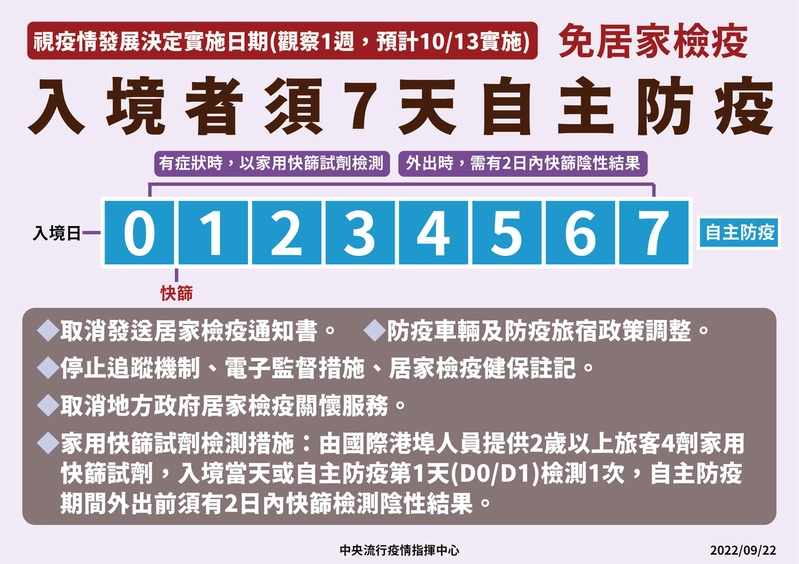 視疫情發展決定實施日期(觀察1週，預計10/13實施)
免居家檢疫
入境者須7天自主防疫
有症狀時，以家用快篩試劑檢測
外出時，需有2日內快篩陰性結果
入境日
0 1 2 3 4 5 6 7
自主防疫
快篩
◆取消發送居家檢疫通知書。 ◆防疫車輛及防疫旅宿政策調整。
◆停止追蹤機制、電子監督措施、居家檢疫健保註記。
◆取消地方政府居家檢疫關懷服務。
◆家用快篩試劑檢測措施：由國際港埠人員提供2歲以上旅客4劑家用
快篩試劑，入境當天或自主防疫第1天(D0/D1)檢測1次，自主防疫
期間外出前須有2日內快篩檢測陰性結果。
中央流行疫情指揮中心
2022/09/22